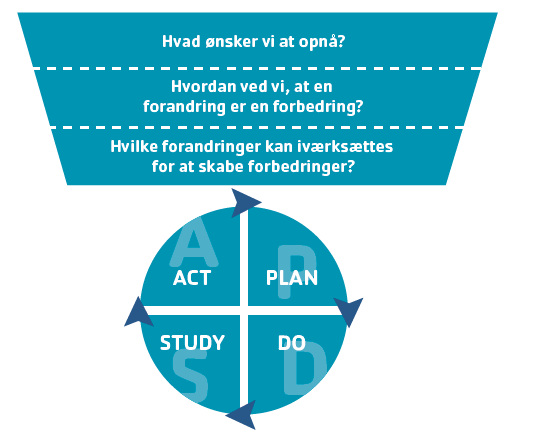 Hvad ønsker vi at opnå?
Hvordan ved vi, at en
forandring er en forbedring?
Hvilke forandringer kan iværksættes
for at skabe forbedringer?
A
P
ACT
PLAN
STUDY
DO
S
D